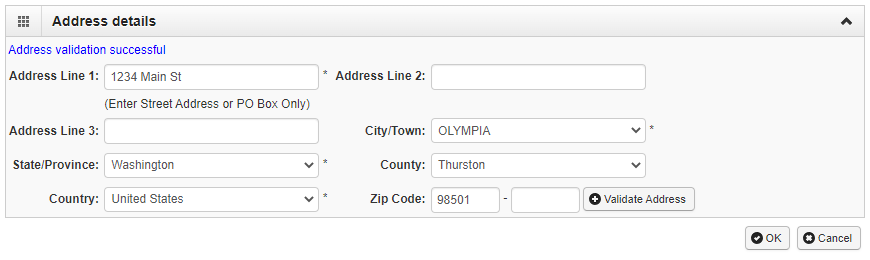 Address details
Address validation successful
Address Line 1: 1234 Main St * Address Line 2:
(Enter Street Address or PO Box Only)
Address Line 3: City/Town: OLYMPIA *
State/Province: Washington * County: Thurston
Country: United States * Zip Code: 98501 - Validate Address
OK Cancel